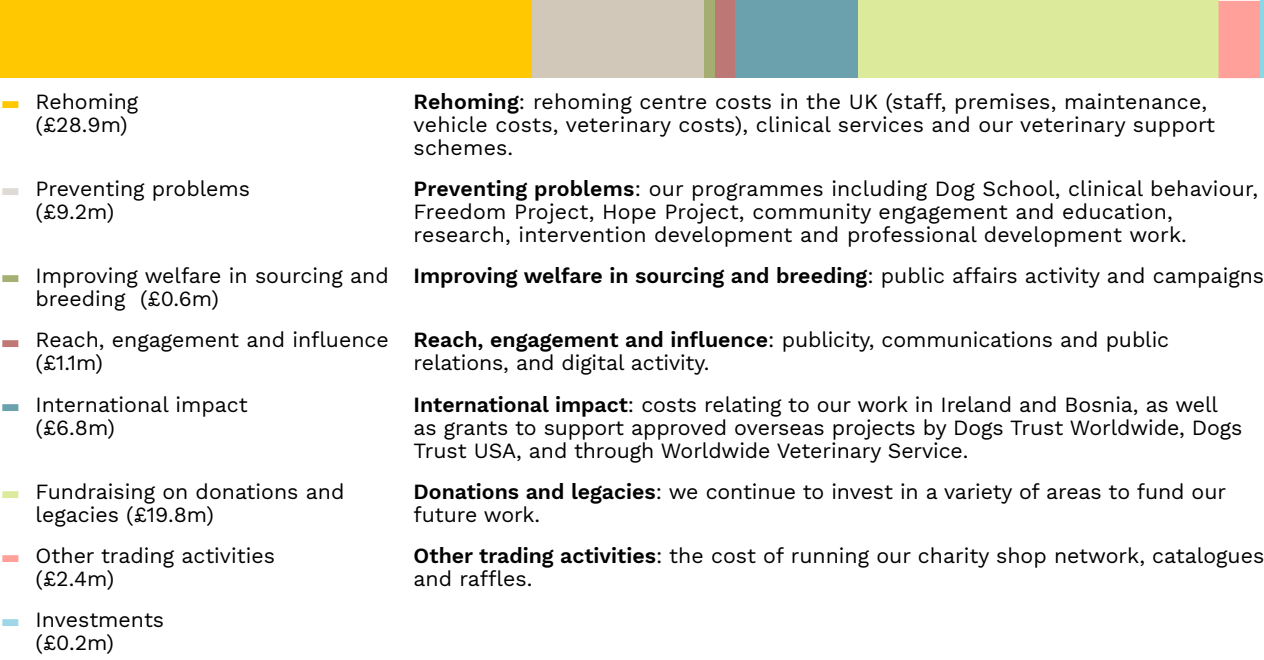 Rehoming
(£28.9m)
Rehoming: rehoming centre costs in the UK (staff, premises, maintenance,
vehicle costs, veterinary costs), clinical services and our veterinary support
schemes.
Preventing problems
(£9.2m)
Preventing problems: our programmes including Dog School, clinical behaviour,
Freedom Project, Hope Project, community engagement and education,
research, intervention development and professional development work.
Improving welfare in sourcing and
breeding (£0.6m)
Improving welfare in sourcing and breeding: public affairs activity and campaigns
Reach, engagement and influence
(£1.1m)
Reach, engagement and influence: publicity, communications and public
relations, and digital activity.
International impact
(£6.8m)
International impact: costs relating to our work in Ireland and Bosnia, as well
as grants to support approved overseas projects by Dogs Trust Worldwide, Dogs
Trust USA, and through Worldwide Veterinary Service.
Fundraising on donations and
legacies (£19.8m)
Donations and legacies: we continue to invest in a variety of areas to fund our
future work.
Other trading activities
(£2.4m)
Other trading activities: the cost of running our charity shop network, catalogues
and raffles.
Investments
(£0.2m)